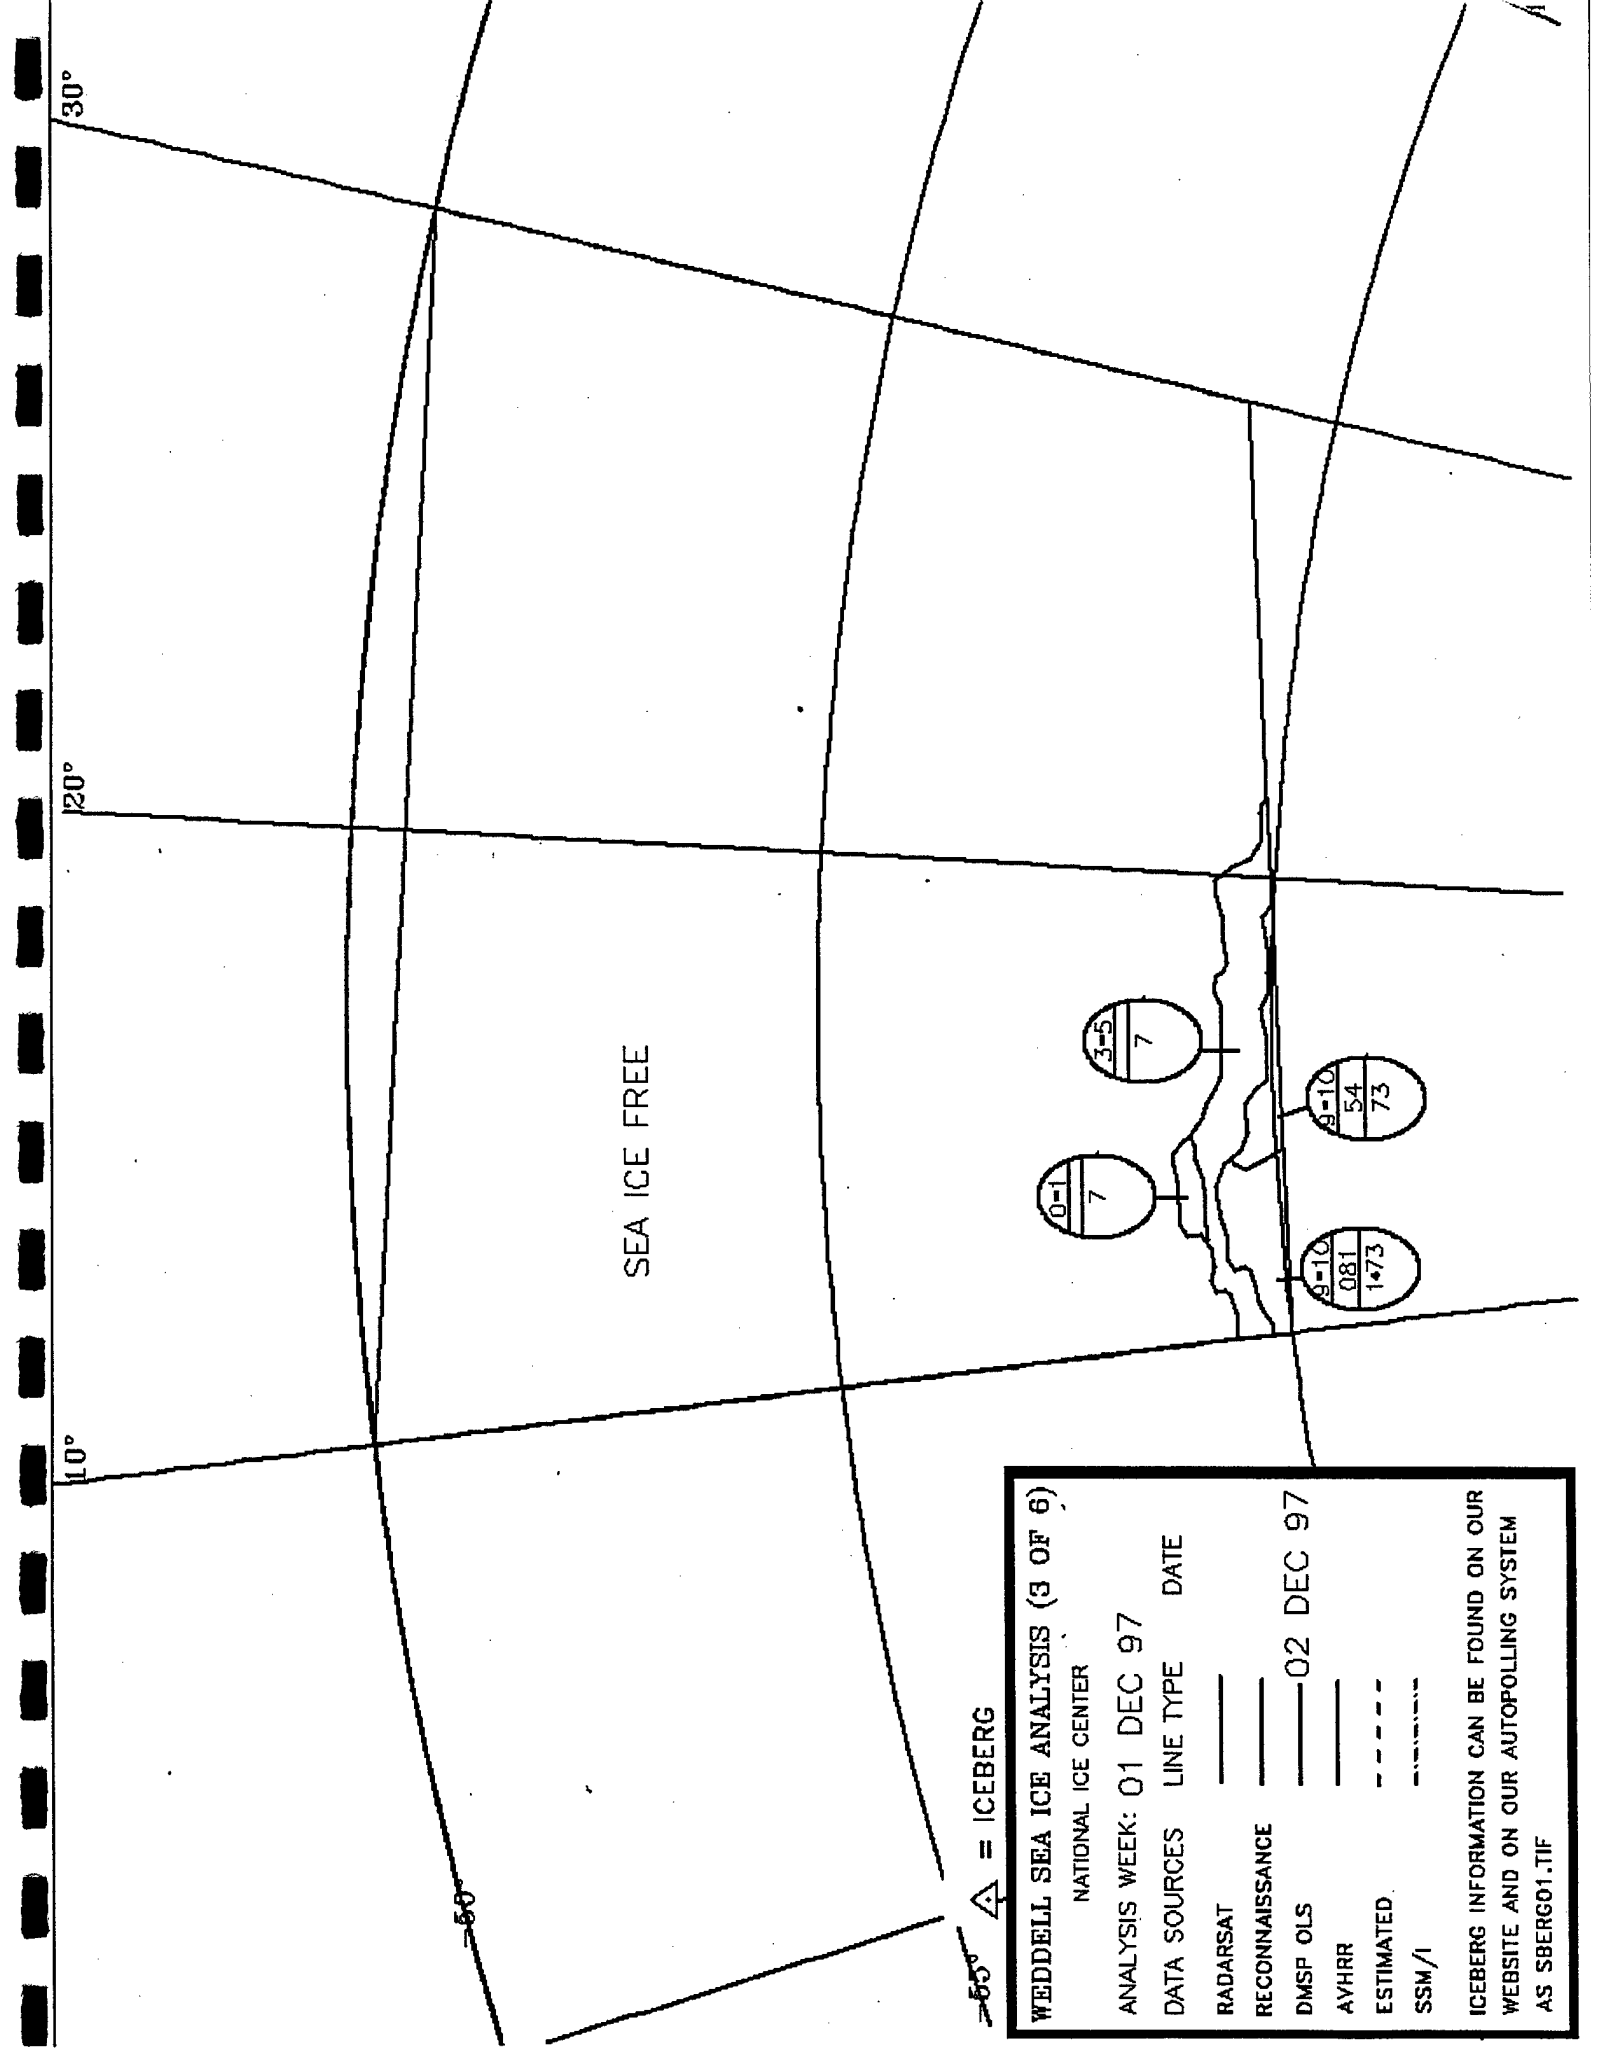 30°
20°
10°
-50°
-55°
SEA ICE FREE
3-5
7
0-1
7
9-10
54
73
9-10
081
1•73
= ICEBERG
WEDDELL SEA ICE ANALYSIS (3 OF 6)
NATIONAL ICE CENTER
ANALYSIS WEEK: 01 DEC 97
DATA SOURCES LINE TYPE DATE
RADARSAT
RECONNAISSANCE
DMSP OLS 02 DEC 97
AVHRR
ESTIMATED
SSM/I
ICEBERG INFORMATION CAN BE FOUND ON OUR
WEBSITE AND ON OUR AUTOPOLLING SYSTEM
AS SBERG01.TIF